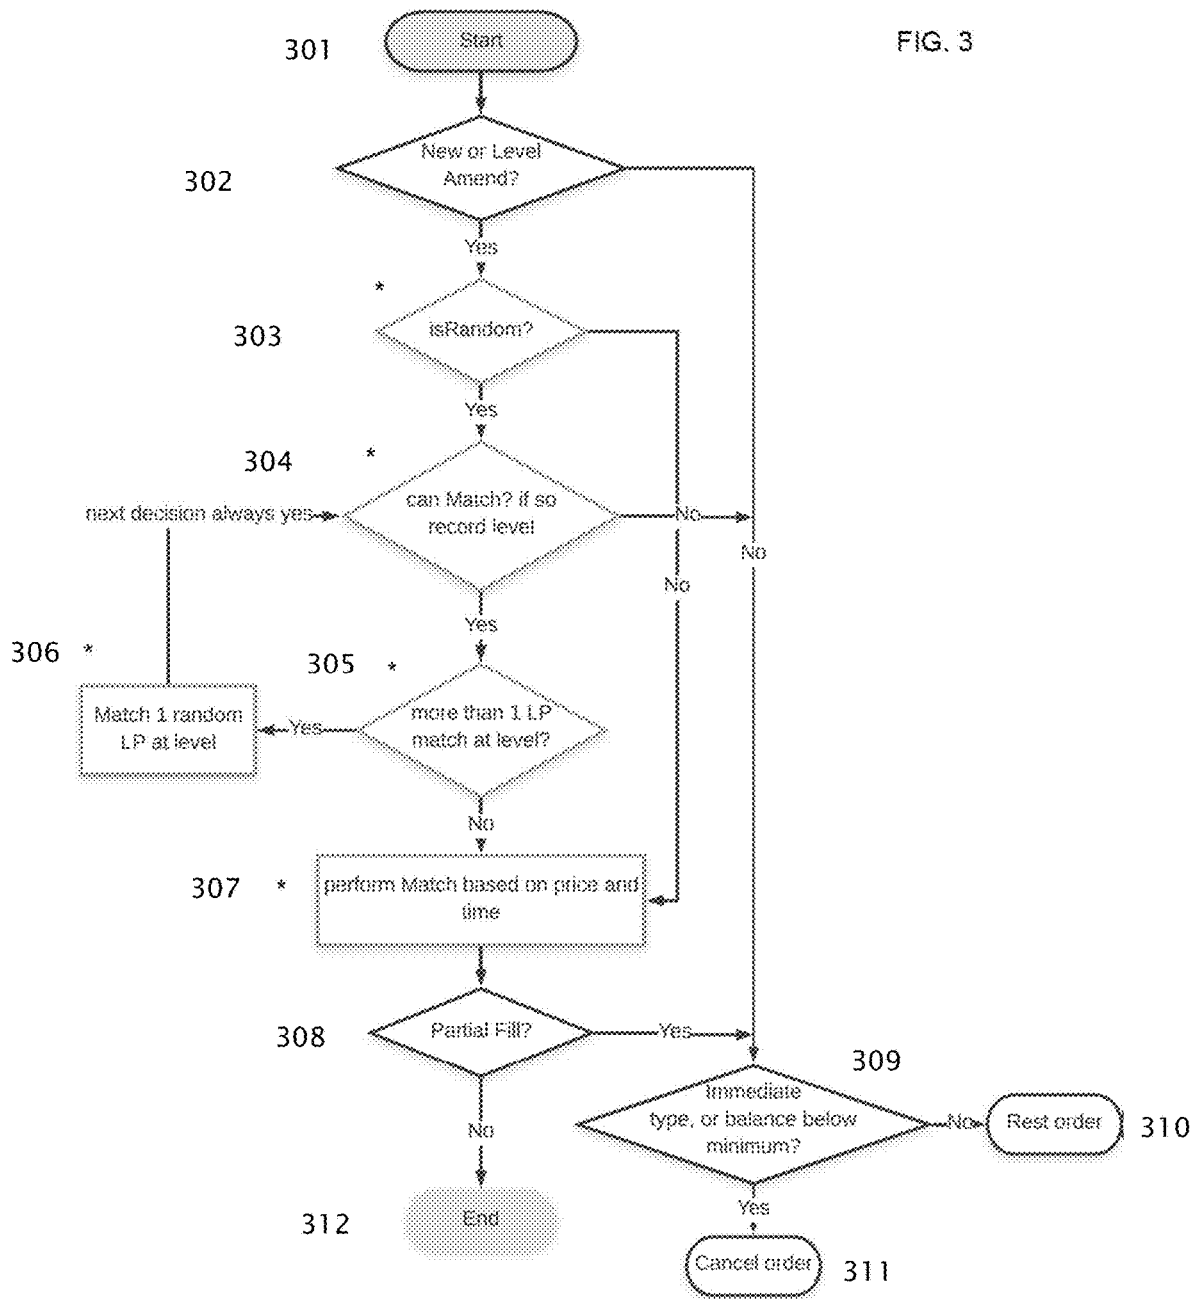 FIG. 3
301
Start
302
New or Level
Amend?
Yes
*
303
isRandom?
Yes
304
*
can Match? if so
record level
next decision always yes
No
No
No
Yes
306 *
305
*
Match 1 random
LP at level
Yes
more than 1 LP
match at level?
No
307
*
perform Match based on price and
time
308
Partial Fill?
Yes
309
Immediate
type, or balance below
minimum?
No
Rest order
310
No
Yes
312
End
Cancel order
311